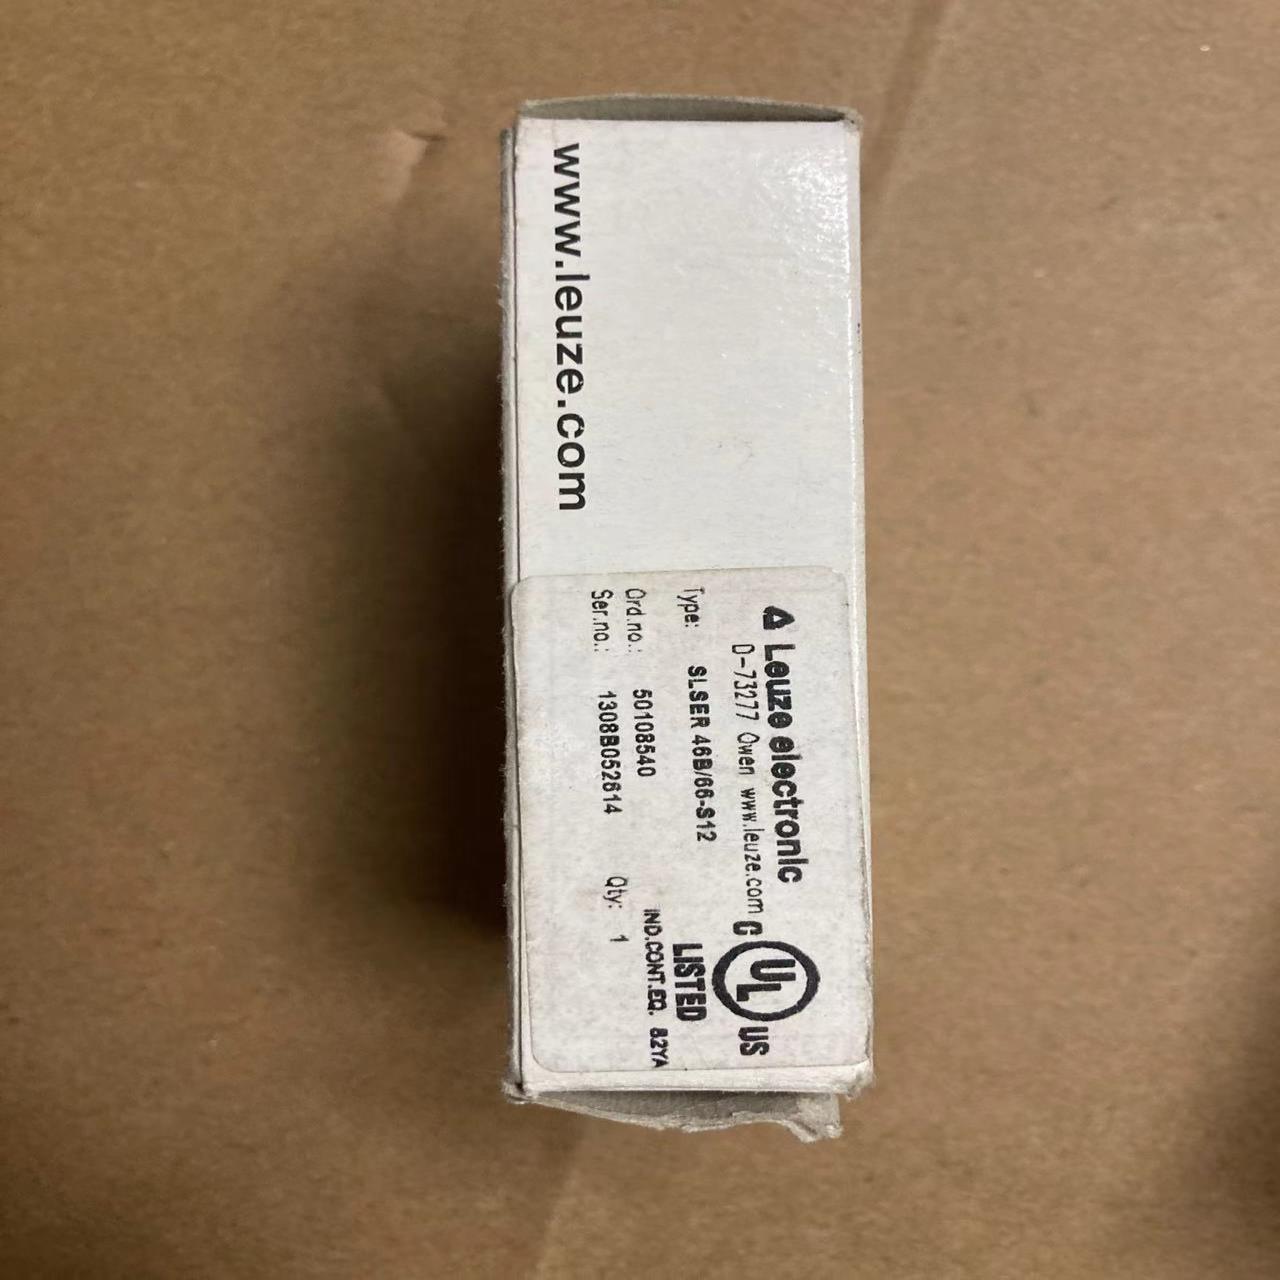 www.leuze.com
Leuze electronic
D-73277 Owen www.leuze.com
Type: SLSER 46B/66-S12
Ord.no.: 50108540
Ser.no.: 1308B052614 Qty: 1
C UL US
LISTED
IND.CONT.EQ. 82YA